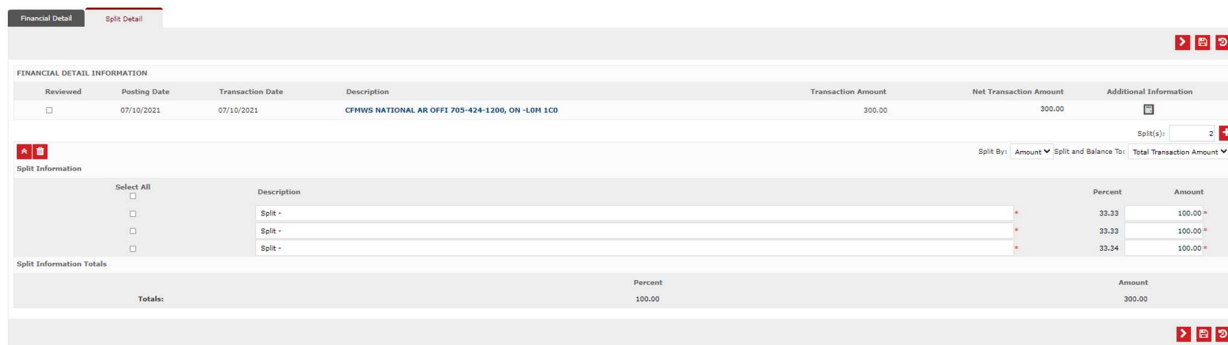 Financial Detail Split Detail
FINANCIAL DETAIL INFORMATION
Reviewed Posting Date Transaction Date Description Transaction Amount Net Transaction Amount Additional Information
07/10/2021 07/10/2021 CFMWS NATIONAL AR OFFI 705-424-1200, ON -L0M 1C0 300.00 300.00
Split(s): 2
Split By: Amount Split and Balance To: Total Transaction Amount
Split Information
Select All Description Percent Amount
Split - * 33.33 100.00 *
Split - * 33.33 100.00 *
Split - * 33.34 100.00 *
Split Information Totals
Percent Amount
Totals: 100.00 300.00